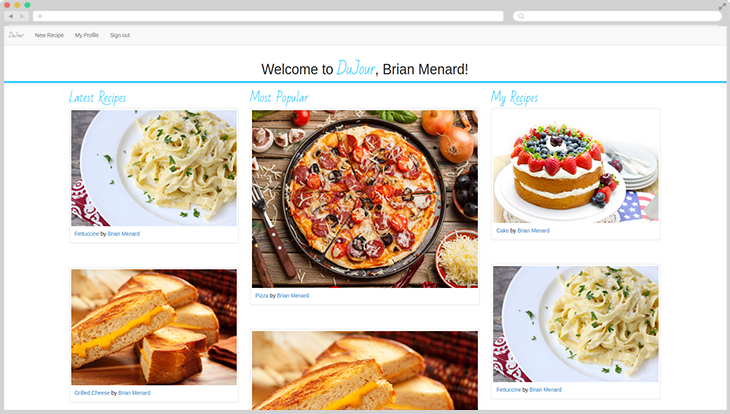 DuJour New Recipe My Profile Sign out
Welcome to DuJour, Brian Menard!
Latest Recipes
Fettuccine by Brian Menard
Grilled Cheese by Brian Menard
Most Popular
Pizza by Brian Menard
My Recipes
Cake by Brian Menard
Fettuccine by Brian Menard